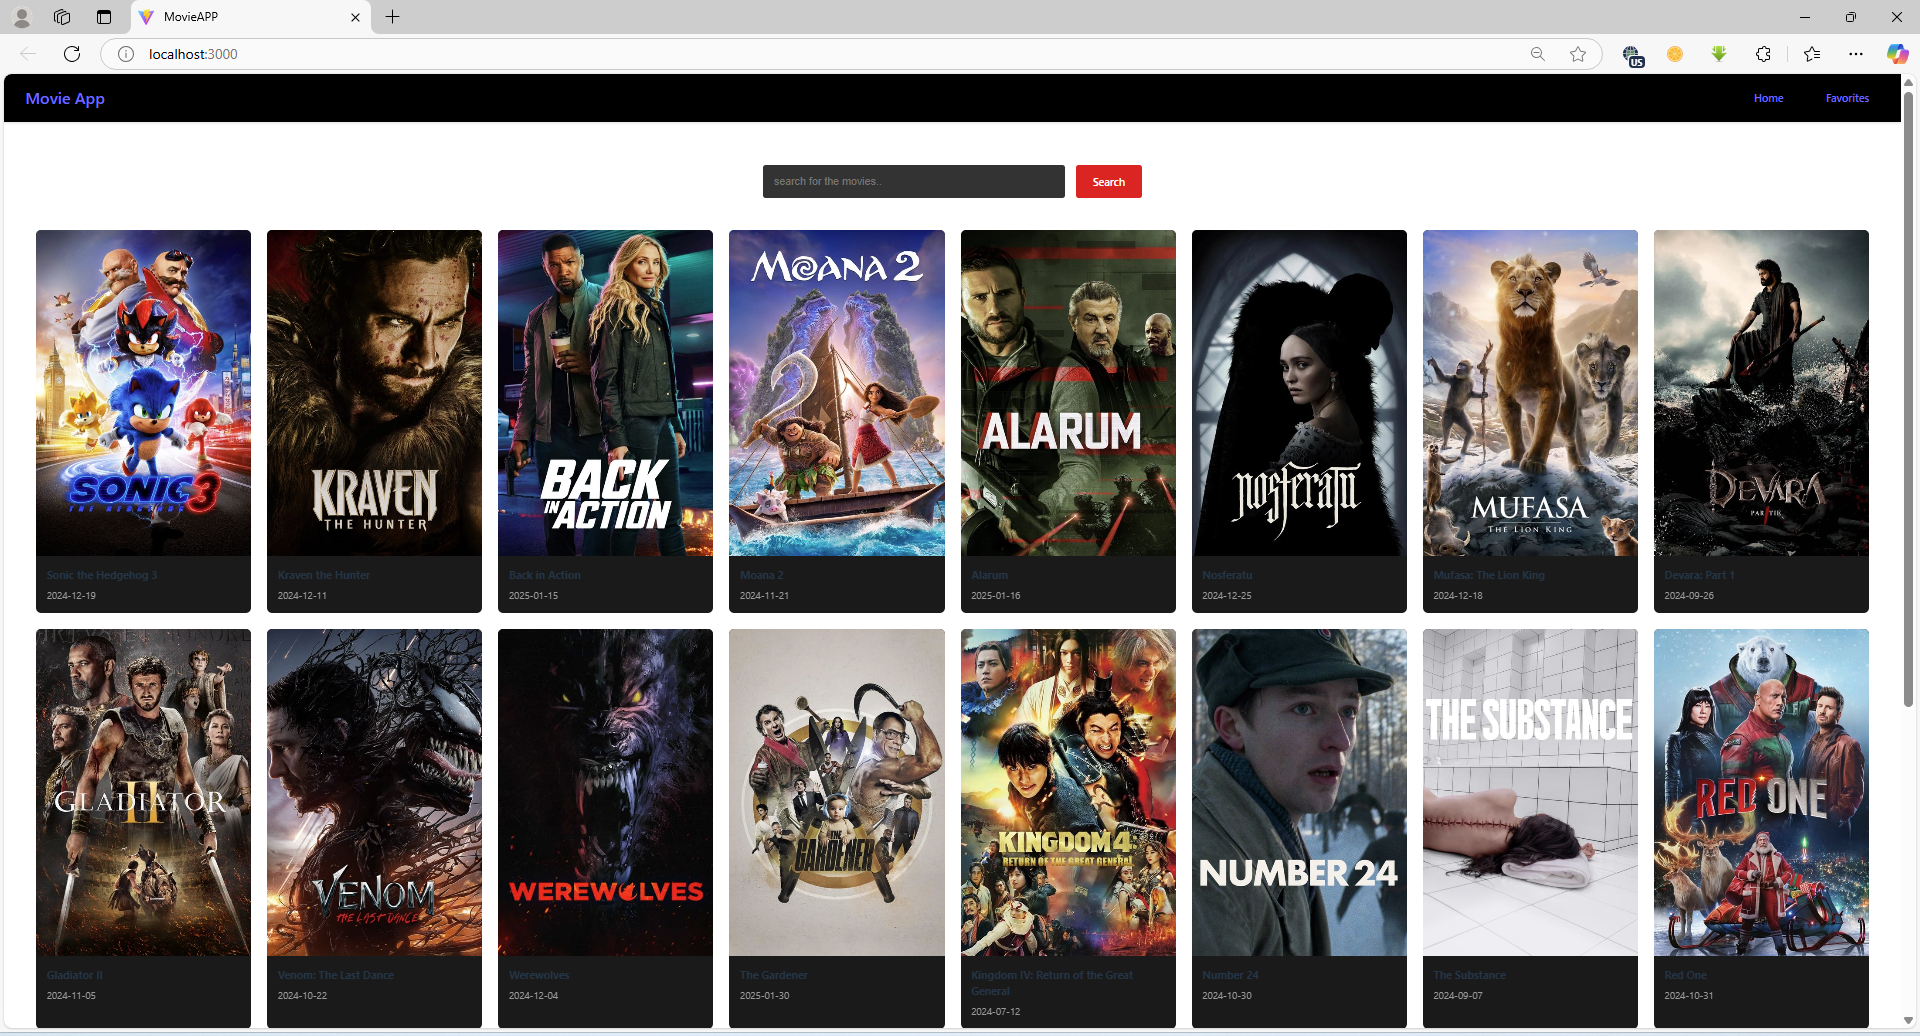 MovieAPP
localhost:3000
US
Movie App
Home
Favorites
search for the movies..
Search
SONIC 3
THE HEDGEHOG
KRAVEN
THE HUNTER
BACK
IN ACTION
MOANA 2
ALARUM
nosferatu
MUFASA
THE LION KING
DEVARA
Sonic the Hedgehog 3
Kraven the Hunter
Back in Action
Moana 2
Alarum
Nosferatu
Mufasa: The Lion King
Devara: Part 1
2024-12-19
2024-12-11
2025-01-15
2024-11-21
2025-01-16
2024-12-25
2024-12-18
2024-09-26
GLADIATOR
II
VENOM
THE LAST DANCE
WEREWOLVES
THE
GARDENER
KINGDOM 4
RETURN OF THE GREAT GENERAL
NUMBER 24
THE SUBSTANCE
RED ONE
Gladiator II
Venom: The Last Dance
Werewolves
The Gardener
Kingdom IV: Return of the Great
General
Number 24
The Substance
Red One
2024-11-05
2024-10-22
2024-12-04
2025-01-30
2024-07-12
2024-10-30
2024-09-07
2024-10-31